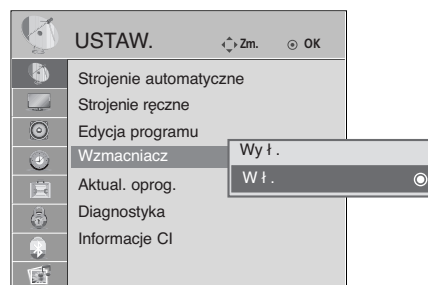 USTAW. Zm. OK
Strojenie automatyczne
Strojenie ręczne
Edycja programu
Wzmacniacz
Wy ł .
W ł .
Aktual. oprog.
Diagnostyka
Informacje CI